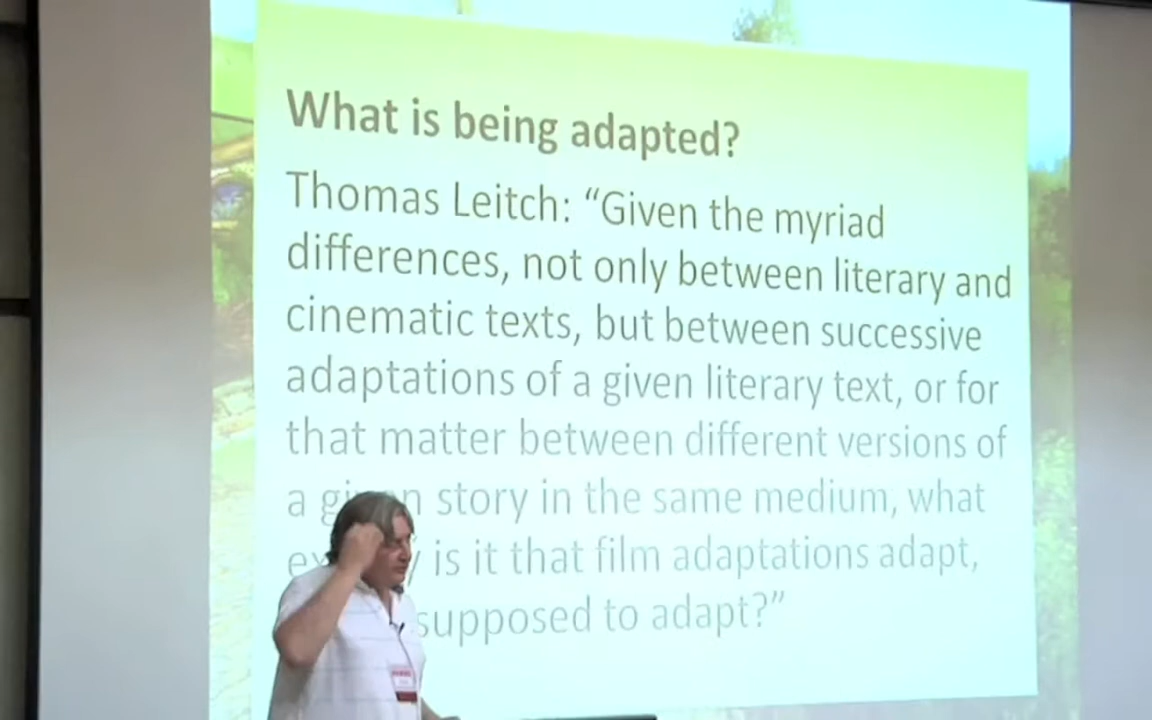 What is being adapted?
Thomas Leitch: “Given the myriad
differences, not only between literary and
cinematic texts, but between successive
adaptations of a given literary text, or for
that matter between different versions of
a story in the same medium, what
is it that film adaptations adapt,
supposed to adapt?”